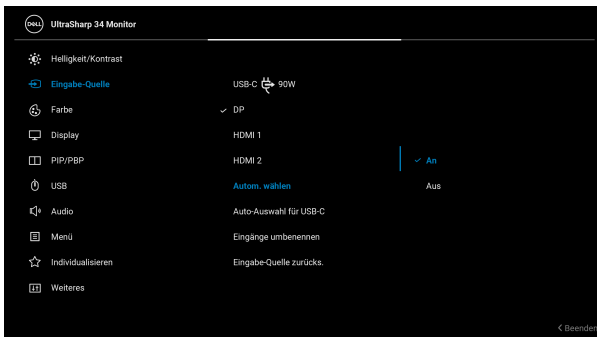 DELL UltraSharp 34 Monitor
Helligkeit/Kontrast
Eingabe-Quelle
USB-C 90W
Farbe
DP
Display
HDMI 1
PIP/PBP
HDMI 2
An
USB
Autom. wählen
Aus
Audio
Auto-Auswahl für USB-C
Menü
Eingänge umbenennen
Individualisieren
Eingabe-Quelle zurücks.
Weiteres
Beenden